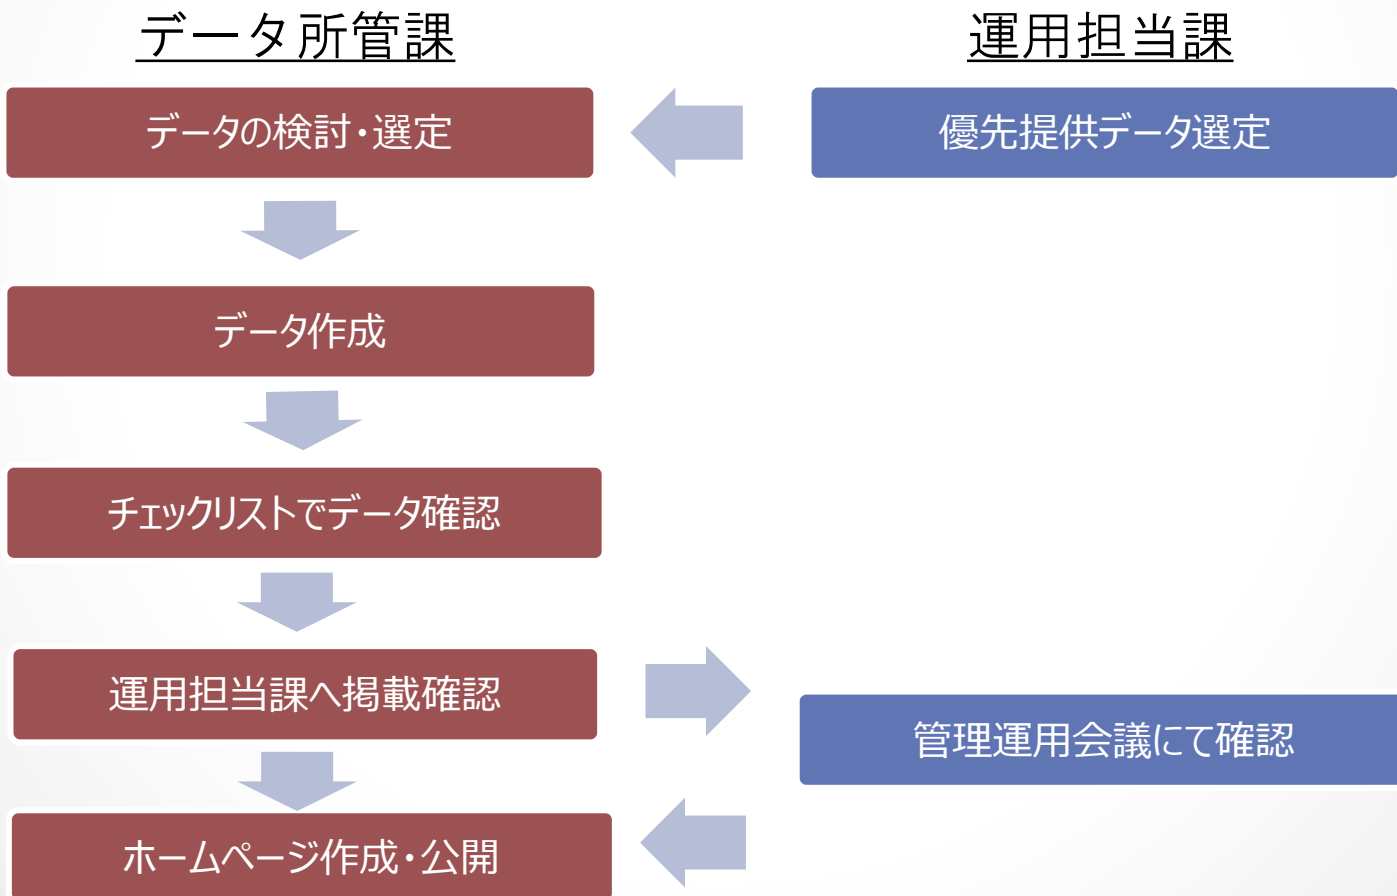 データ所管課
運用担当課
データの検討・選定
優先提供データ選定
データ作成
チェックリストでデータ確認
運用担当課へ掲載確認
管理運用会議にて確認
ホームページ作成・公開